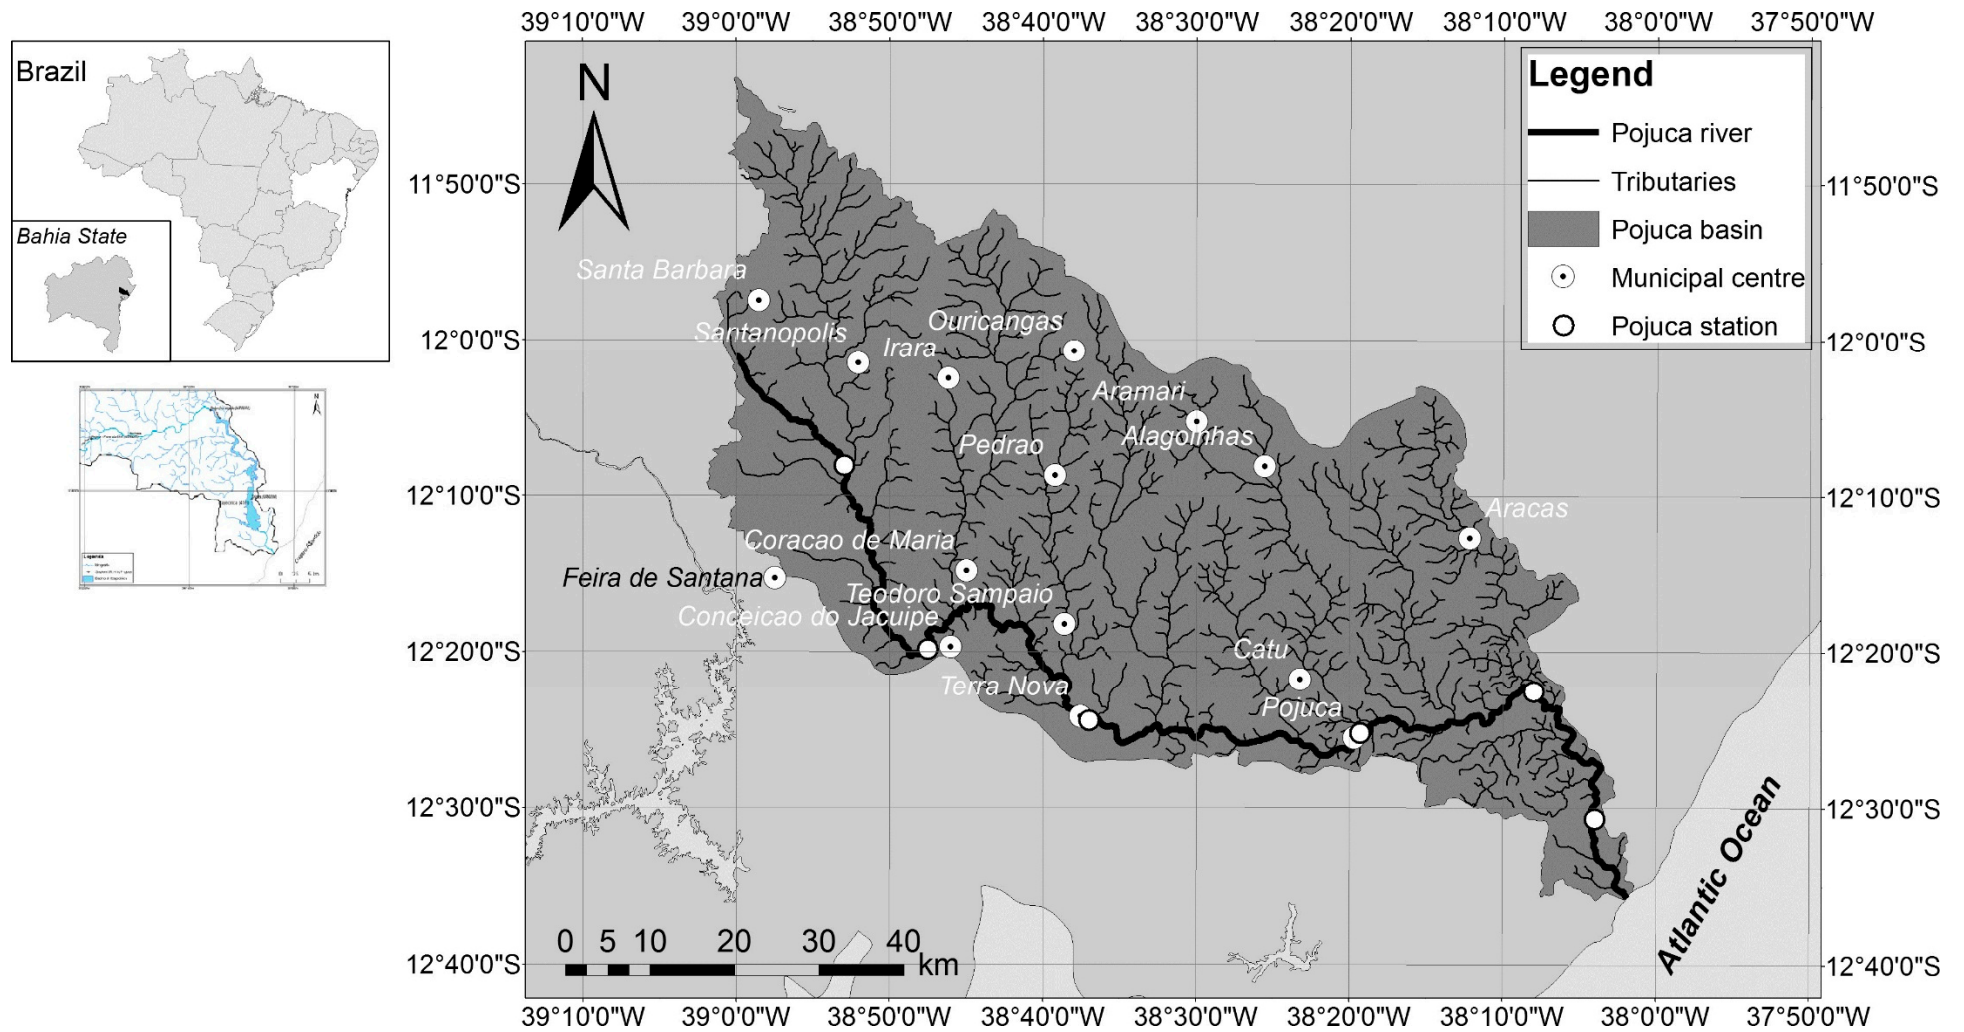 39°10'0"W 39°0'0"W 38°50'0"W 38°40'0"W 38°30'0"W 38°20'0"W 38°10'0"W 38°0'0"W 37°50'0"W
Brazil
Bahia State
N
Legend
Pojuca river
Tributaries
Pojuca basin
Municipal centre
Pojuca station
11°50'0"S
11°50'0"S
12°0'0"S
12°0'0"S
12°10'0"S
12°10'0"S
12°20'0"S
12°20'0"S
12°30'0"S
12°30'0"S
12°40'0"S
12°40'0"S
Santa Barbara
Santanopolis
Irara
Ouricangas
Aramari
Alagoinhas
Pedrao
Aracas
Coracao de Maria
Feira de Santana
Teodoro Sampaio
Conceicao do Jacuipe
Catu
Terra Nova
Pojuca
Atlantic Ocean
0 5 10 20 30 40
km
39°10'0"W 39°0'0"W 38°50'0"W 38°40'0"W 38°30'0"W 38°20'0"W 38°10'0"W 38°0'0"W 37°50'0"W
N